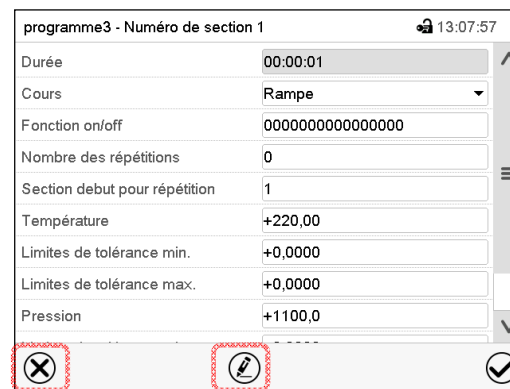 programme3 - Numéro de section 1 13:07:57
Durée 00:00:01
Cours Rampe
Fonction on/off 0000000000000000
Nombre des répétitions 0
Section debut pour répétition 1
Température +220,00
Limites de tolérance min. +0,0000
Limites de tolérance max. +0,0000
Pression +1100,0